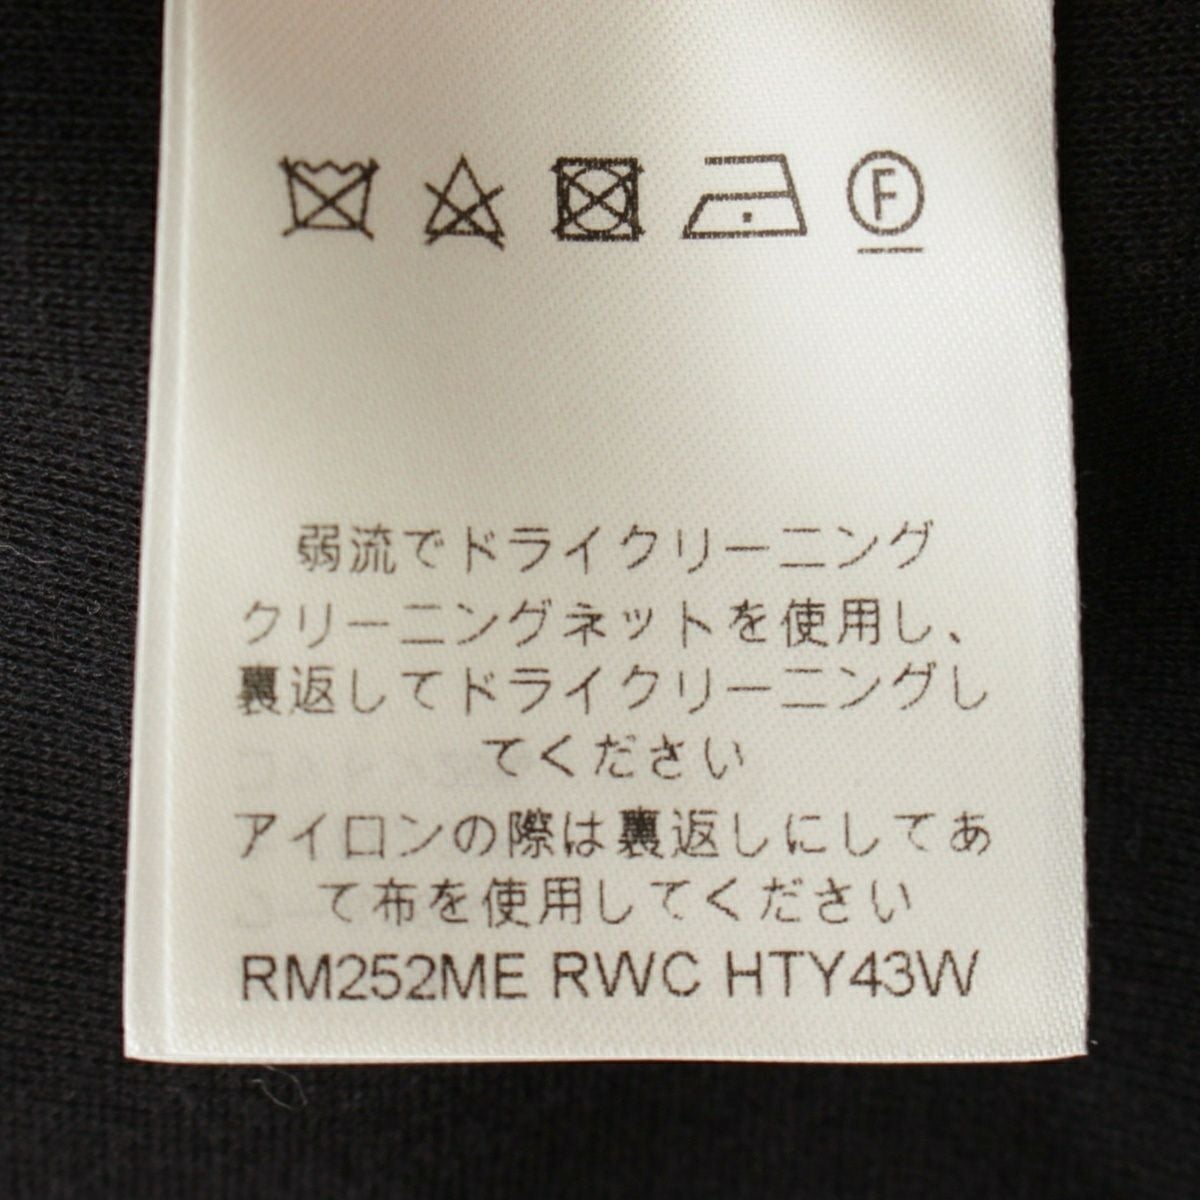 F
弱流でドライクリーニング
クリーニングネットを使用し、
裏返してドライクリーニングし
てください
アイロンの際は裏返しにしてあ
て布を使用してください
RM252ME RWC HTY43W